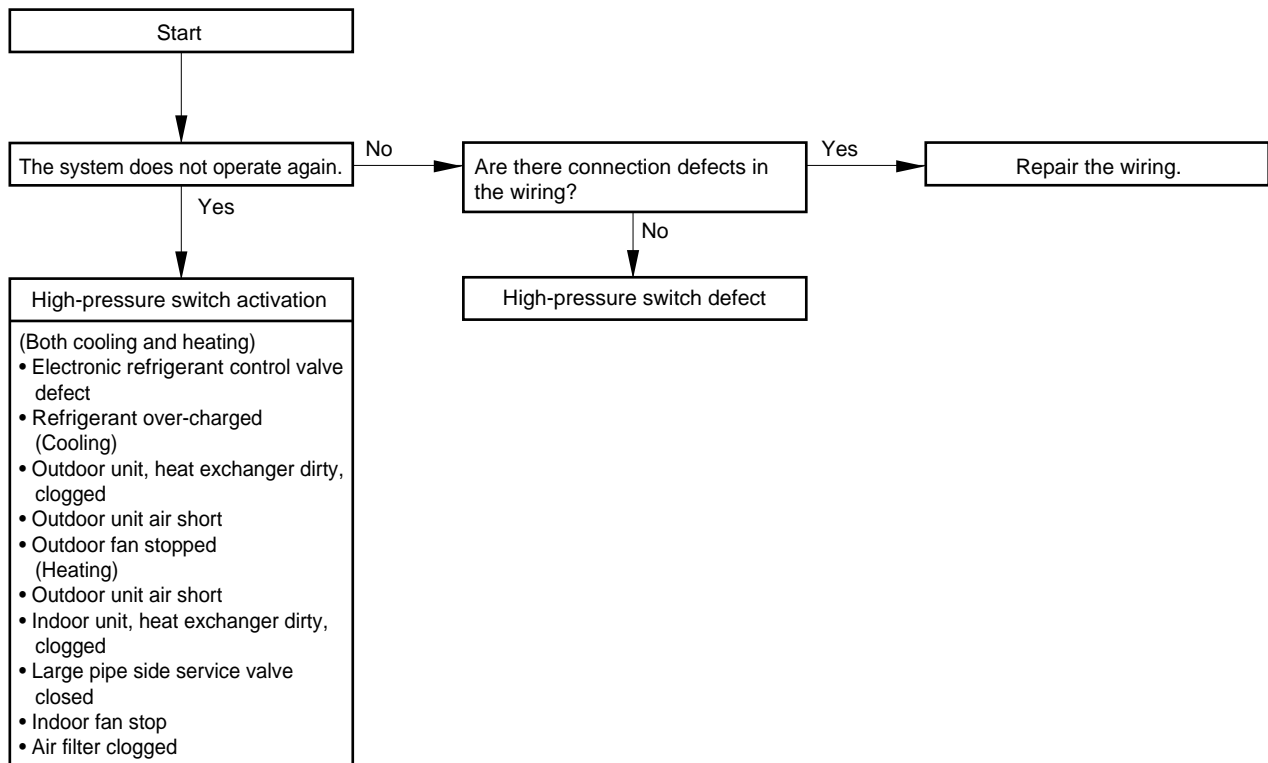 Start
The system does not operate again.
No
Are there connection defects in
the wiring?
Yes
Repair the wiring.
Yes
No
High-pressure switch activation
High-pressure switch defect
(Both cooling and heating)
• Electronic refrigerant control valve
defect
• Refrigerant over-charged
(Cooling)
• Outdoor unit, heat exchanger dirty,
clogged
• Outdoor unit air short
• Outdoor fan stopped
(Heating)
• Outdoor unit air short
• Indoor unit, heat exchanger dirty,
clogged
• Large pipe side service valve
closed
• Indoor fan stop
• Air filter clogged